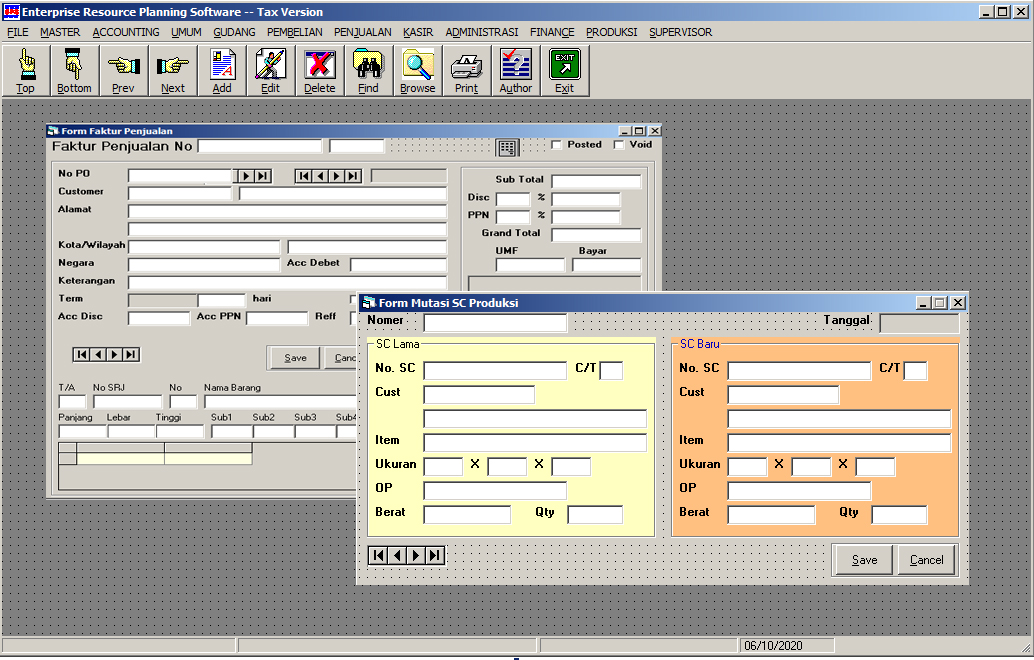 Enterprise Resource Planning Software -- Tax Version
FILE MASTER ACCOUNTING UMUM GUDANG PEMBELIAN PENJUALAN KASIR ADMINISTRASI FINANCE PRODUKSI SUPERVISOR
EXIT
Top Bottom Prev Next Add Edit Delete Find Browse Print Author Exit
Form Faktur Penjualan
Faktur Penjualan No
Posted Void
No PO
Customer
Alamat
Kota/Wilayah
Negara Acc Debet
Keterangan
Term hari
Acc Disc Acc PPN Reff
Sub Total
Disc %
PPN %
Grand Total
UMF Bayar
Save Canc
T/A No SRJ No Nama Barang
Panjang Lebar Tinggi Sub1 Sub2 Sub3 Sub4
Form Mutasi SC Produksi
Nomer Tanggal
SC Lama
No. SC C/T
Cust
Item
Ukuran X X
OP
Berat Qty
SC Baru
No. SC C/T
Cust
Item
Ukuran X X
OP
Berat Qty
Save Cancel
06/10/2020